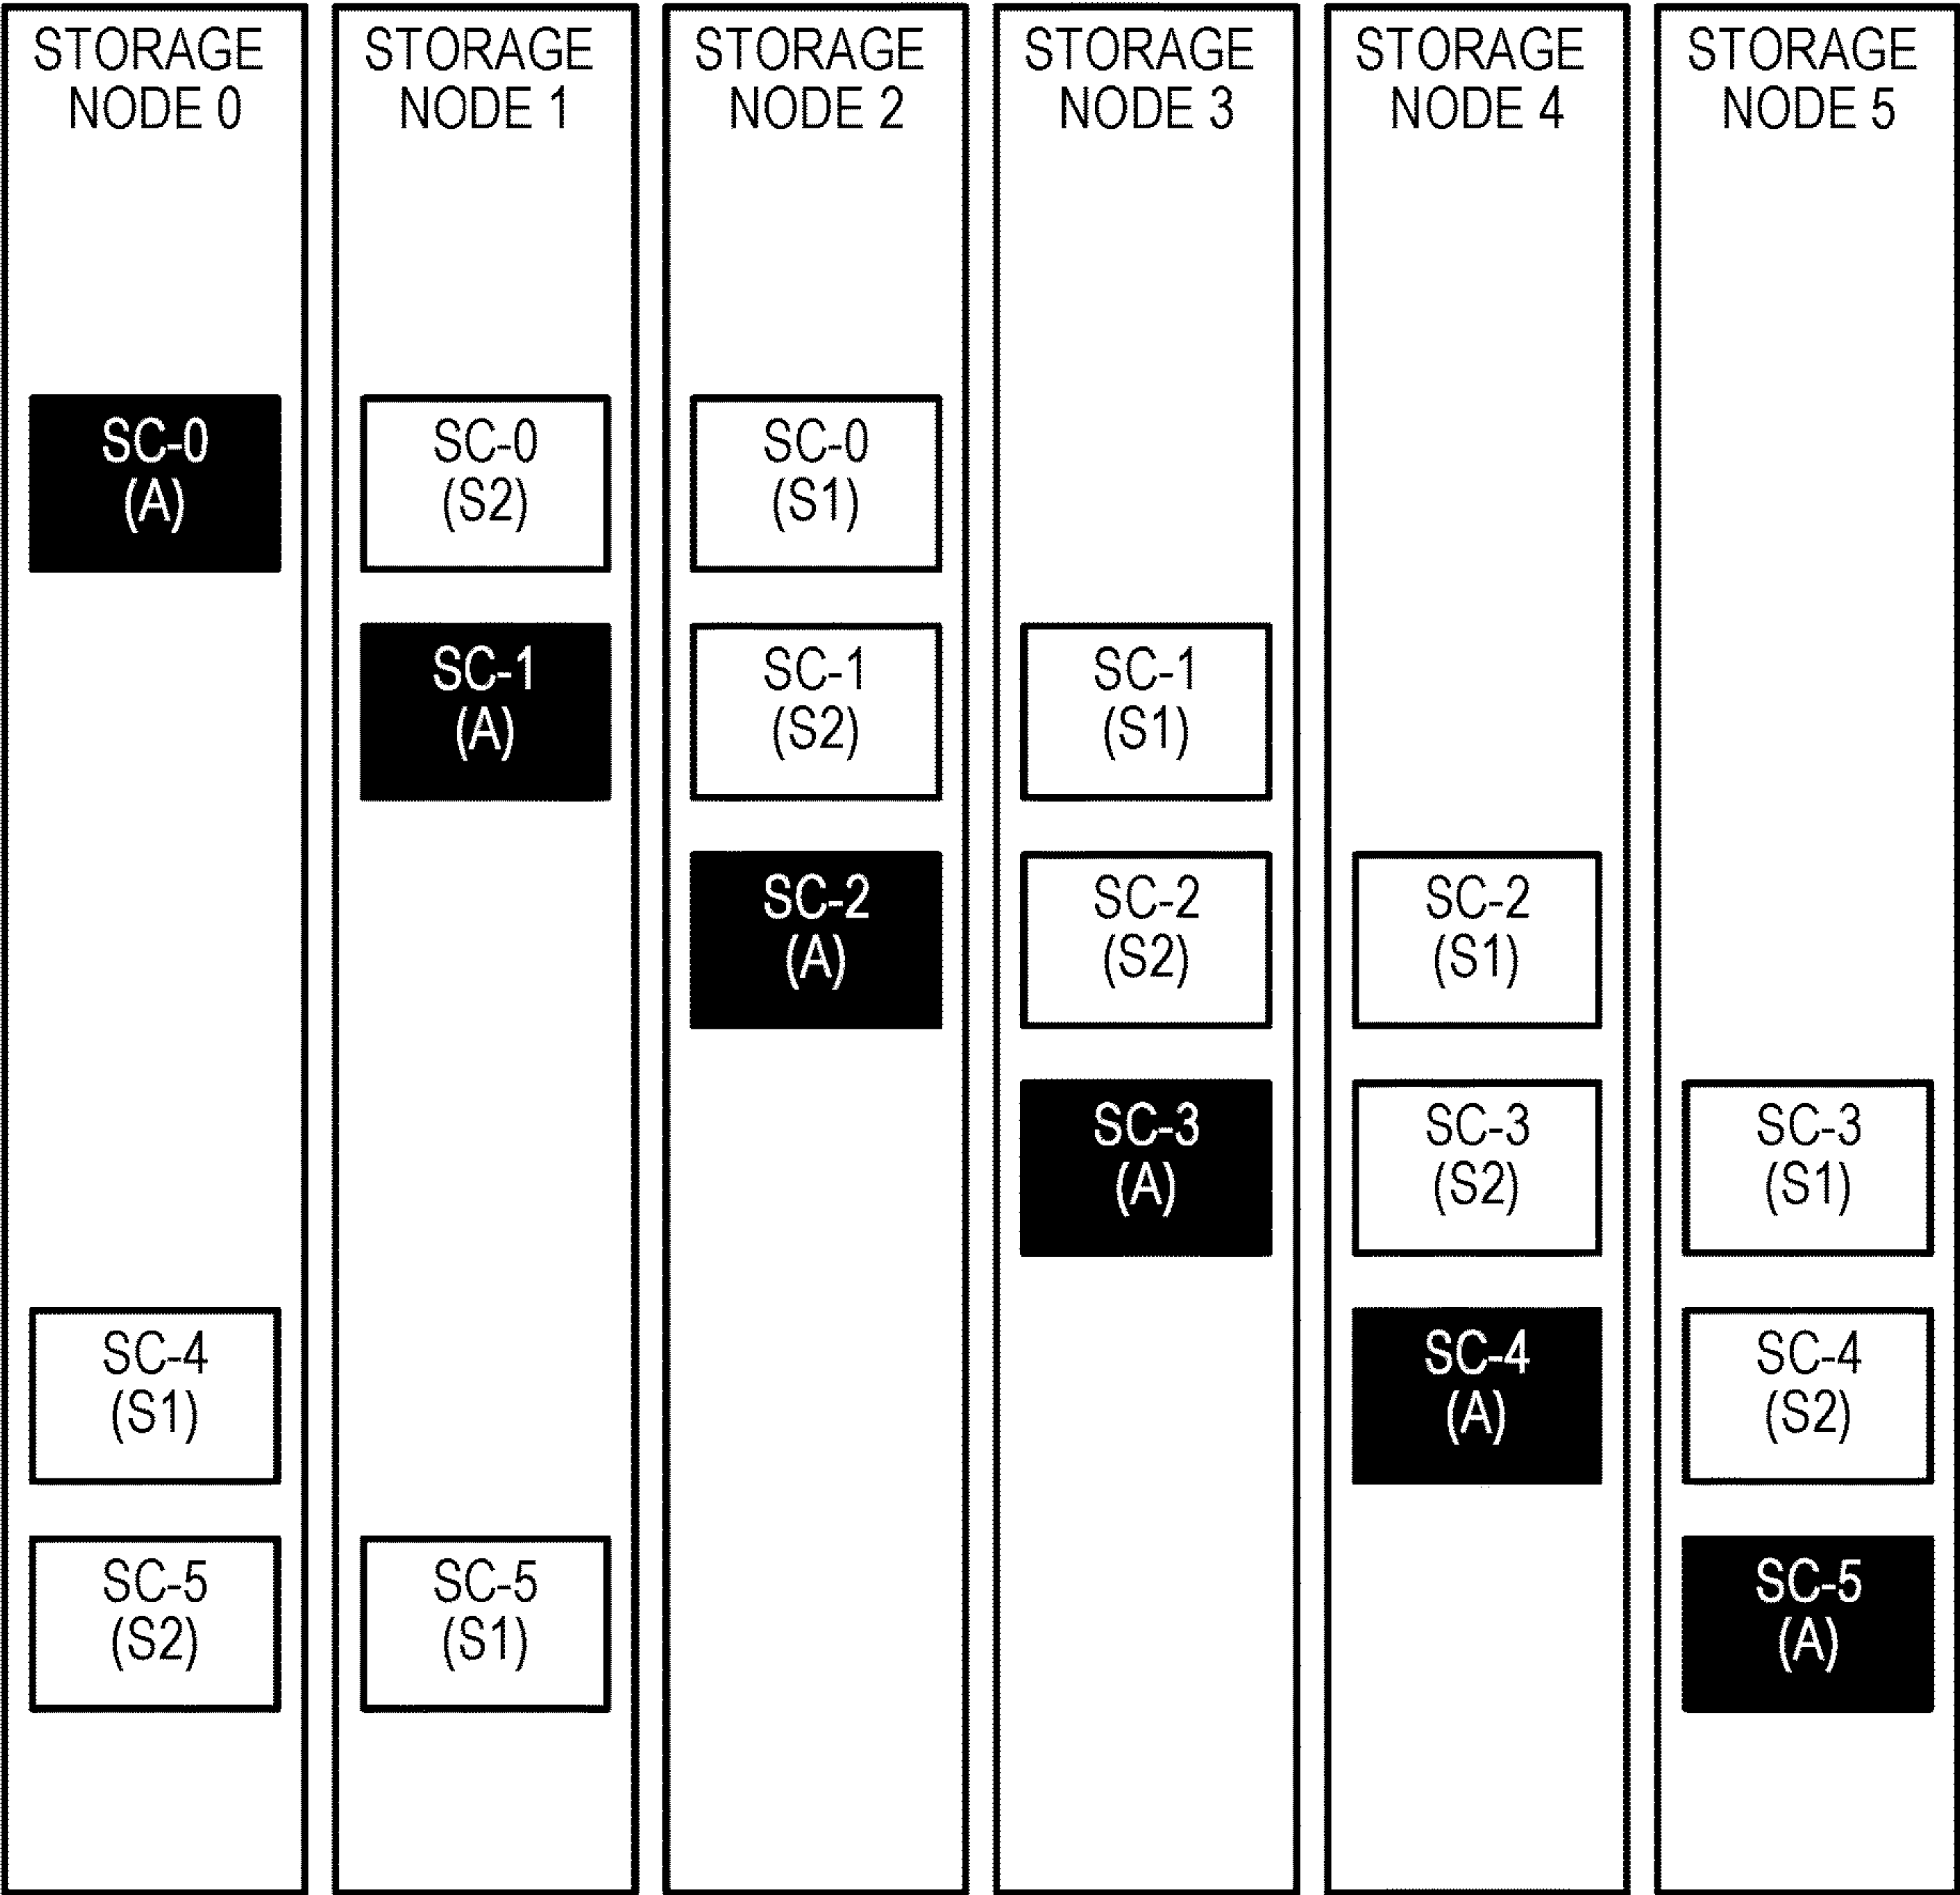 STORAGE
NODE 0
STORAGE
NODE 1
STORAGE
NODE 2
STORAGE
NODE 3
STORAGE
NODE 4
STORAGE
NODE 5
SC-0
(A)
SC-0
(S2)
SC-0
(S1)
SC-1
(A)
SC-1
(S2)
SC-1
(S1)
SC-2
(A)
SC-2
(S2)
SC-2
(S1)
SC-3
(A)
SC-3
(S2)
SC-3
(S1)
SC-4
(S1)
SC-4
(A)
SC-4
(S2)
SC-5
(S2)
SC-5
(S1)
SC-5
(A)